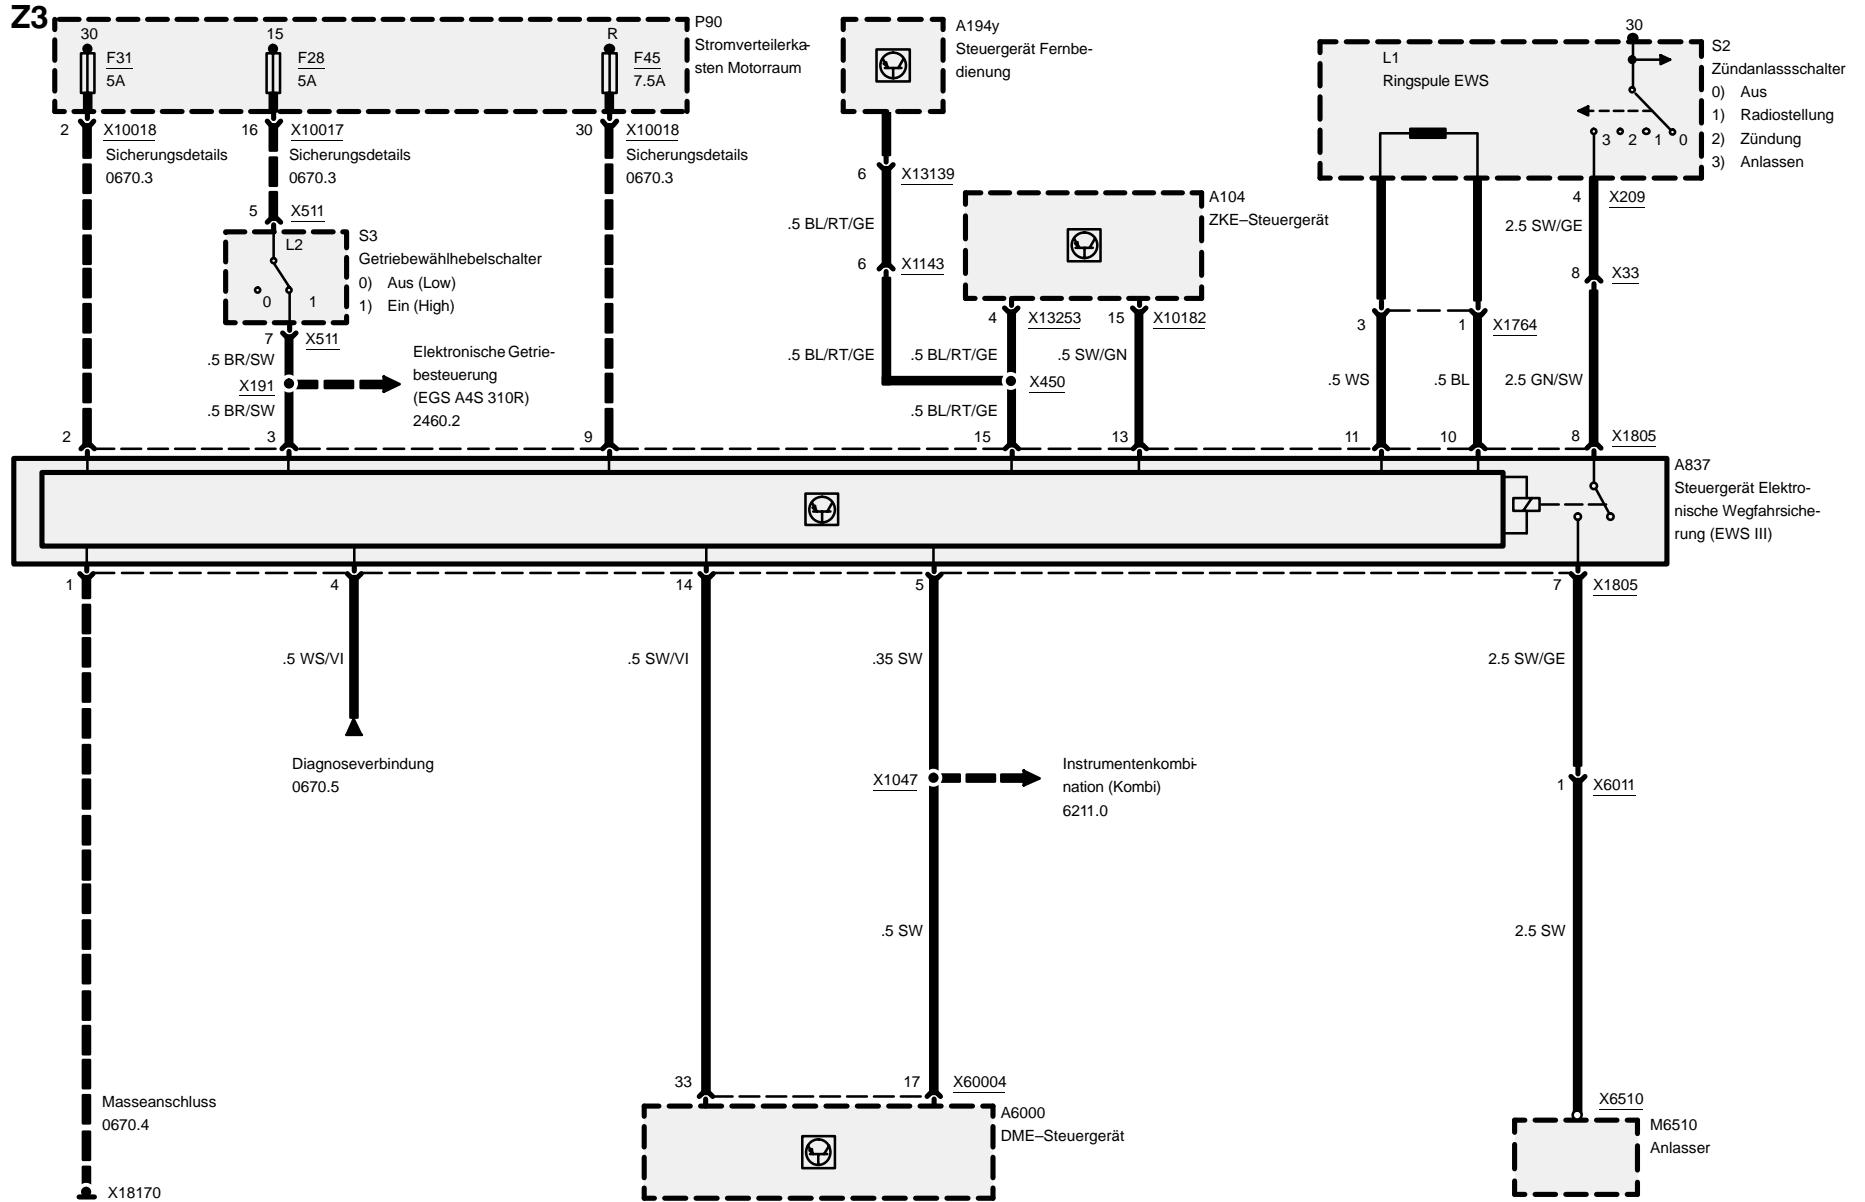 Z3
30
F31
5A
15
F28
5A
R
F45
7.5A
P90
Stromverteilerka-
sten Motorraum
2
X10018
Sicherungsdetails
0670.3
16
X10017
Sicherungsdetails
0670.3
30
X10018
Sicherungsdetails
0670.3
5
X511
L2
0
1
S3
Getriebewählhebelschalter
0) Aus (Low)
1) Ein (High)
7
X511
.5 BR/SW
X191
.5 BR/SW
Elektronische Getrie-
besteuerung
(EGS A4S 310R)
2460.2
A194y
Steuergerät Fernbe-
dienung
6
X13139
.5 BL/RT/GE
6
X1143
.5 BL/RT/GE
A104
ZKE–Steuergerät
4
X13253
15
X10182
.5 BL/RT/GE
.5 SW/GN
X450
.5 BL/RT/GE
L1
Ringspule EWS
30
3 2 1 0
S2
Zündanlassschalter
0) Aus
1) Radiostellung
2) Zündung
3) Anlassen
4
X209
2.5 SW/GE
8
X33
3
1
X1764
.5 WS
.5 BL
2.5 GN/SW
2
3
9
15
13
11
10
8
X1805
A837
Steuergerät Elektro-
nische Wegfahrsiche-
rung (EWS III)
1
4
14
5
7
X1805
.5 WS/VI
.5 SW/VI
.35 SW
2.5 SW/GE
Diagnoseverbindung
0670.5
X1047
Instrumentenkombi-
nation (Kombi)
6211.0
1
X6011
.5 SW
2.5 SW
33
17
X60004
A6000
DME–Steuergerät
Masseanschluss
0670.4
X18170
X6510
M6510
Anlasser